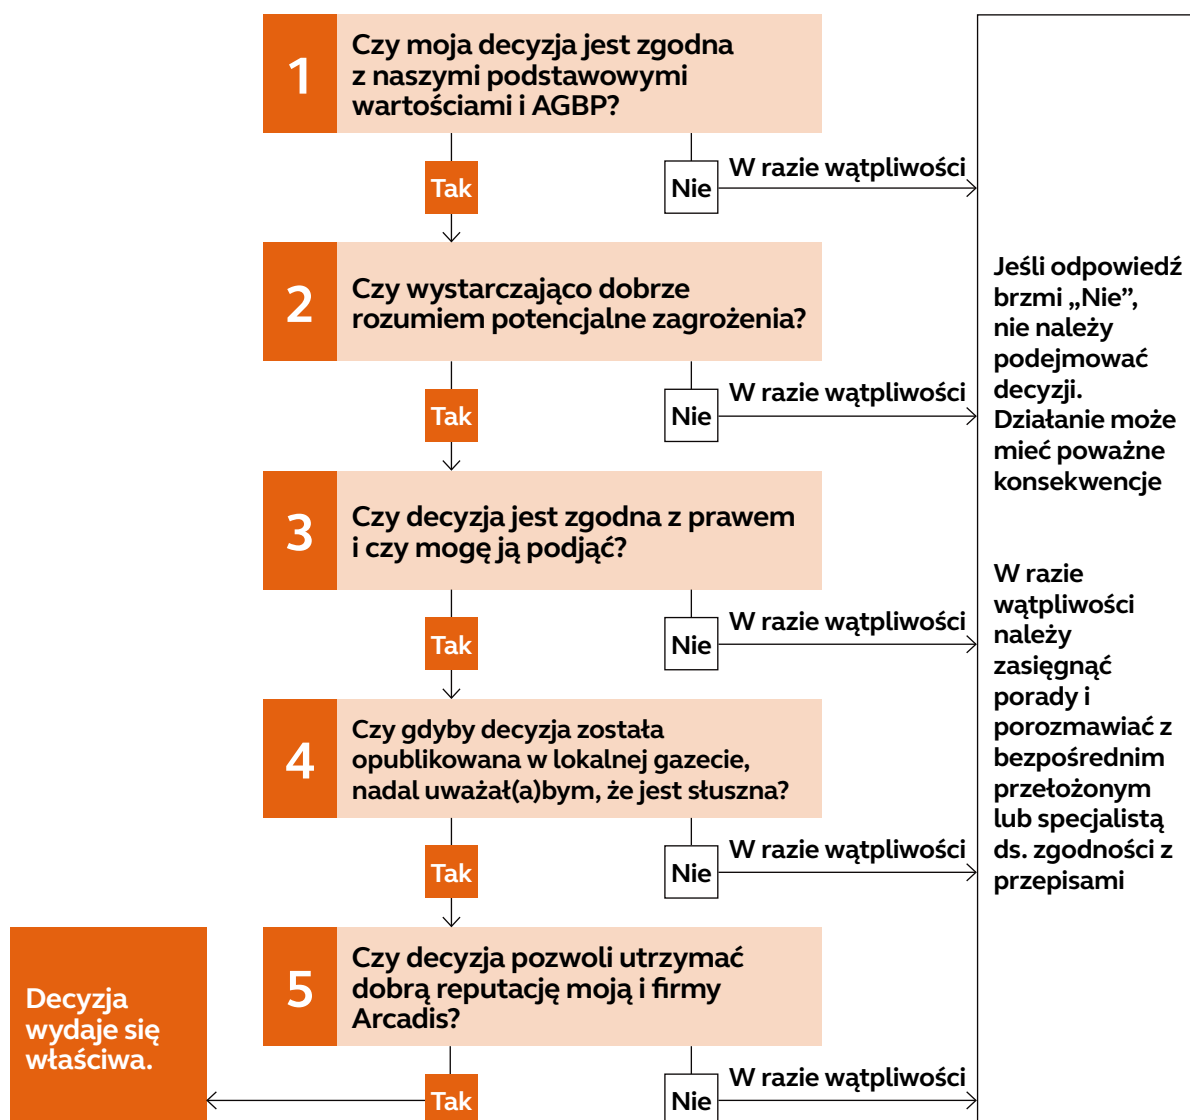 1
Czy moja decyzja jest zgodna
z naszymi podstawowymi
wartościami i AGBP?
Tak
Nie
W razie wątpliwości
2
Czy wystarczająco dobrze
rozumiem potencjalne zagrożenia?
Tak
Nie
W razie wątpliwości
3
Czy decyzja jest zgodna z prawem
i czy mogę ją podjąć?
Tak
Nie
W razie wątpliwości
4
Czy gdyby decyzja została
opublikowana w lokalnej gazecie,
nadal uważał(a)bym, że jest słuszna?
Tak
Nie
W razie wątpliwości
5
Czy decyzja pozwoli utrzymać
dobrą reputację moją i firmy
Arcadis?
Tak
Nie
W razie wątpliwości
Decyzja
wydaje się
właściwa.
Jeśli odpowiedź
brzmi „Nie”,
nie należy
podejmować
decyzji.
Działanie może
mieć poważne
konsekwencje
W razie
wątpliwości
należy
zasięgnąć
porady i
porozmawiać z
bezpośrednim
przełożonym
lub specjalistą
ds. zgodności z
przepisami